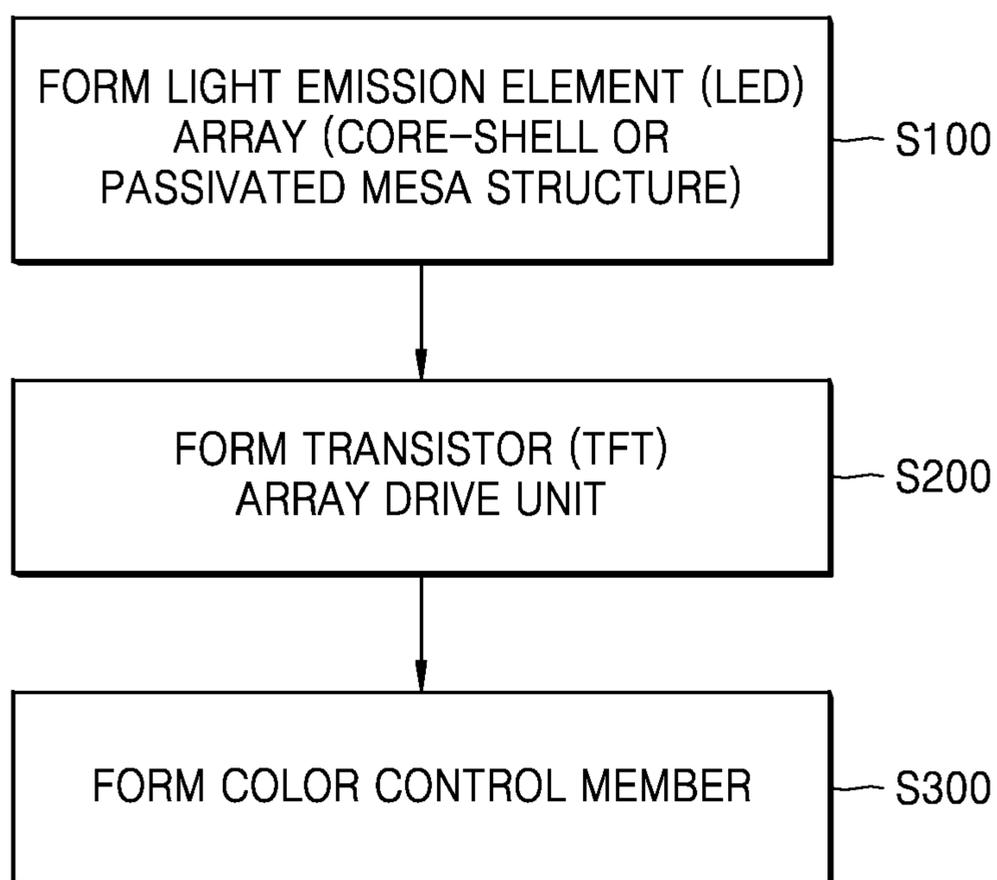 FORM LIGHT EMISSION ELEMENT (LED)
ARRAY (CORE-SHELL OR
PASSIVATED MESA STRUCTURE)
S100
FORM TRANSISTOR (TFT)
ARRAY DRIVE UNIT
S200
FORM COLOR CONTROL MEMBER
S300